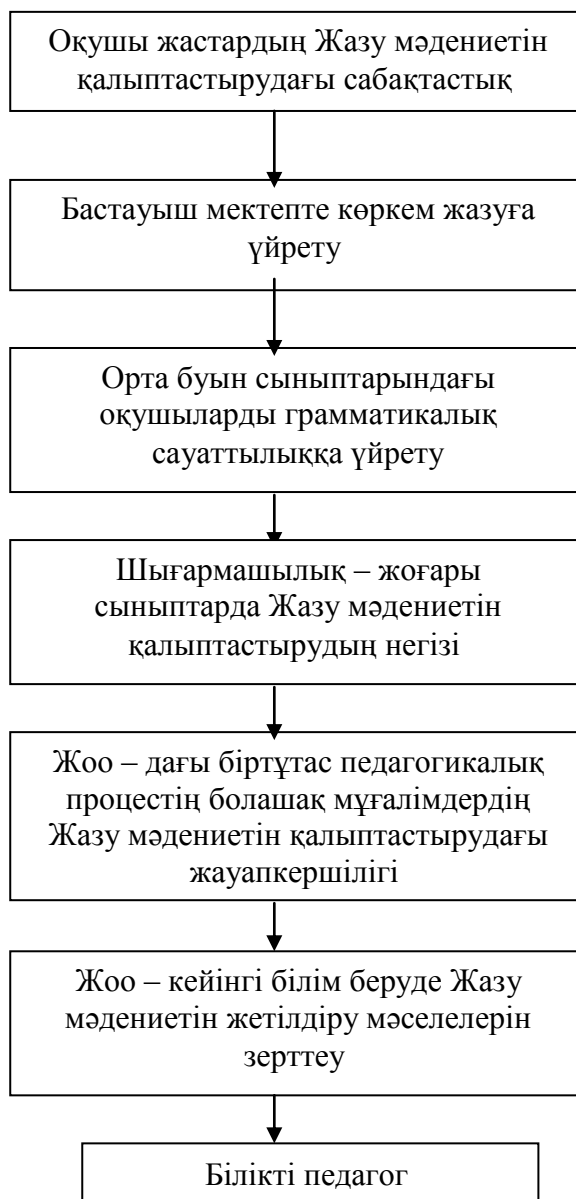 Оқушы жастардың Жазу мәдениетін
қалыптастырудағы сабақтастық
Бастауыш мектепте көркем жазуға
үйрету
Орта буын сыныптарындағы
оқушыларды грамматикалық
сауаттылыққа үйрету
Шығармашылық – жоғары
сыныптарда Жазу мәдениетін
қалыптастырудың негізі
Жоо – дағы біртұтас педагогикалық
процестің болашақ мұғалімдердің
Жазу мәдениетін қалыптастырудағы
жауапкершілігі
Жоо – кейінгі білім беруде Жазу
мәдениетін жетілдіру мәселелерін
зерттеу
Білікті педагог